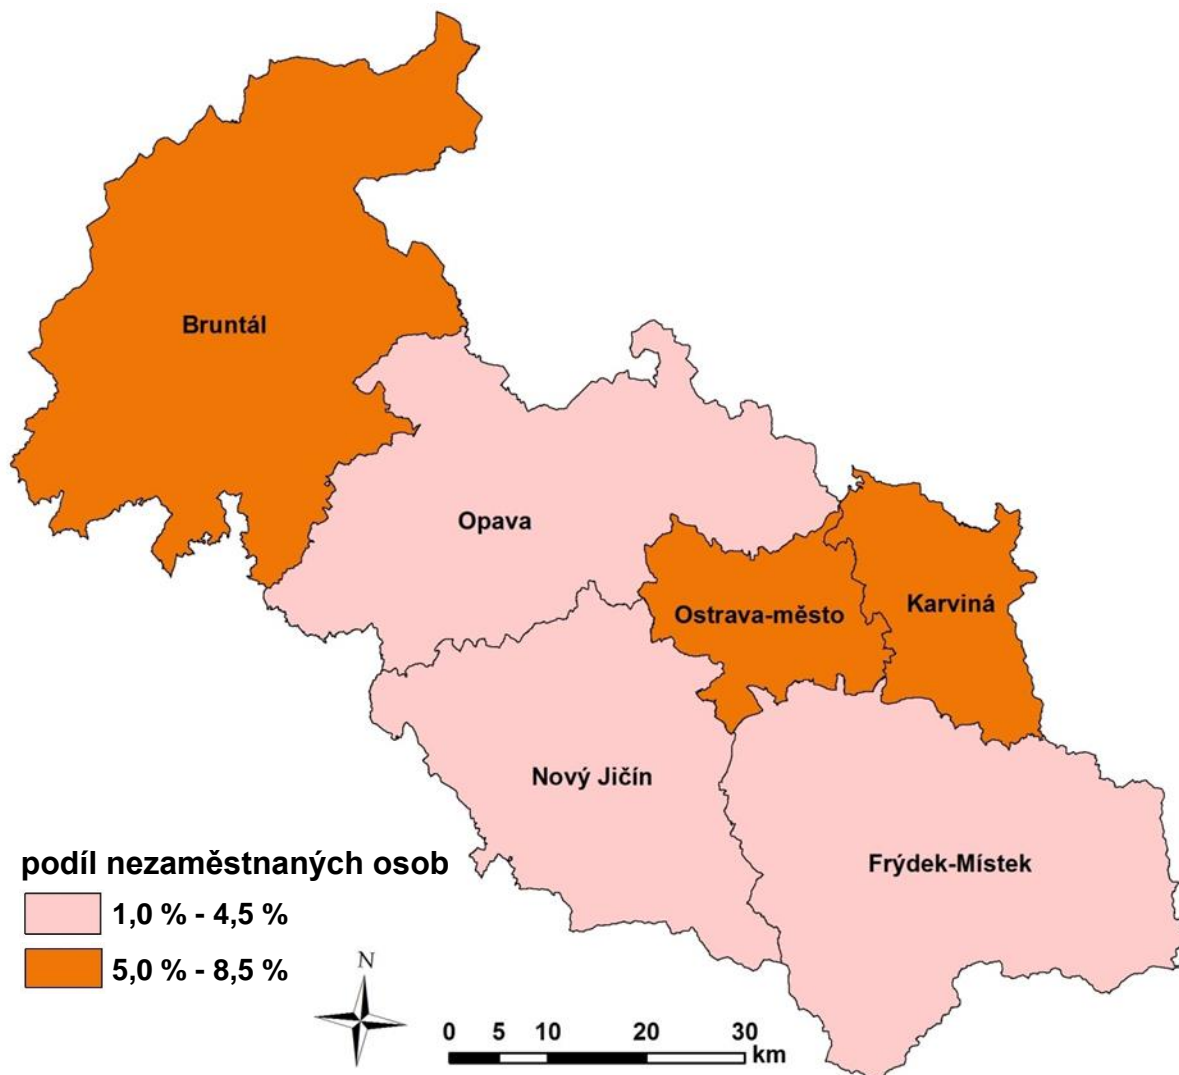 Bruntál
Opava
Ostrava-město
Karviná
Nový Jičín
Frýdek-Místek
podíl nezaměstnaných osob
1,0 % - 4,5 %
5,0 % - 8,5 %
N
0 5 10 20 30
km